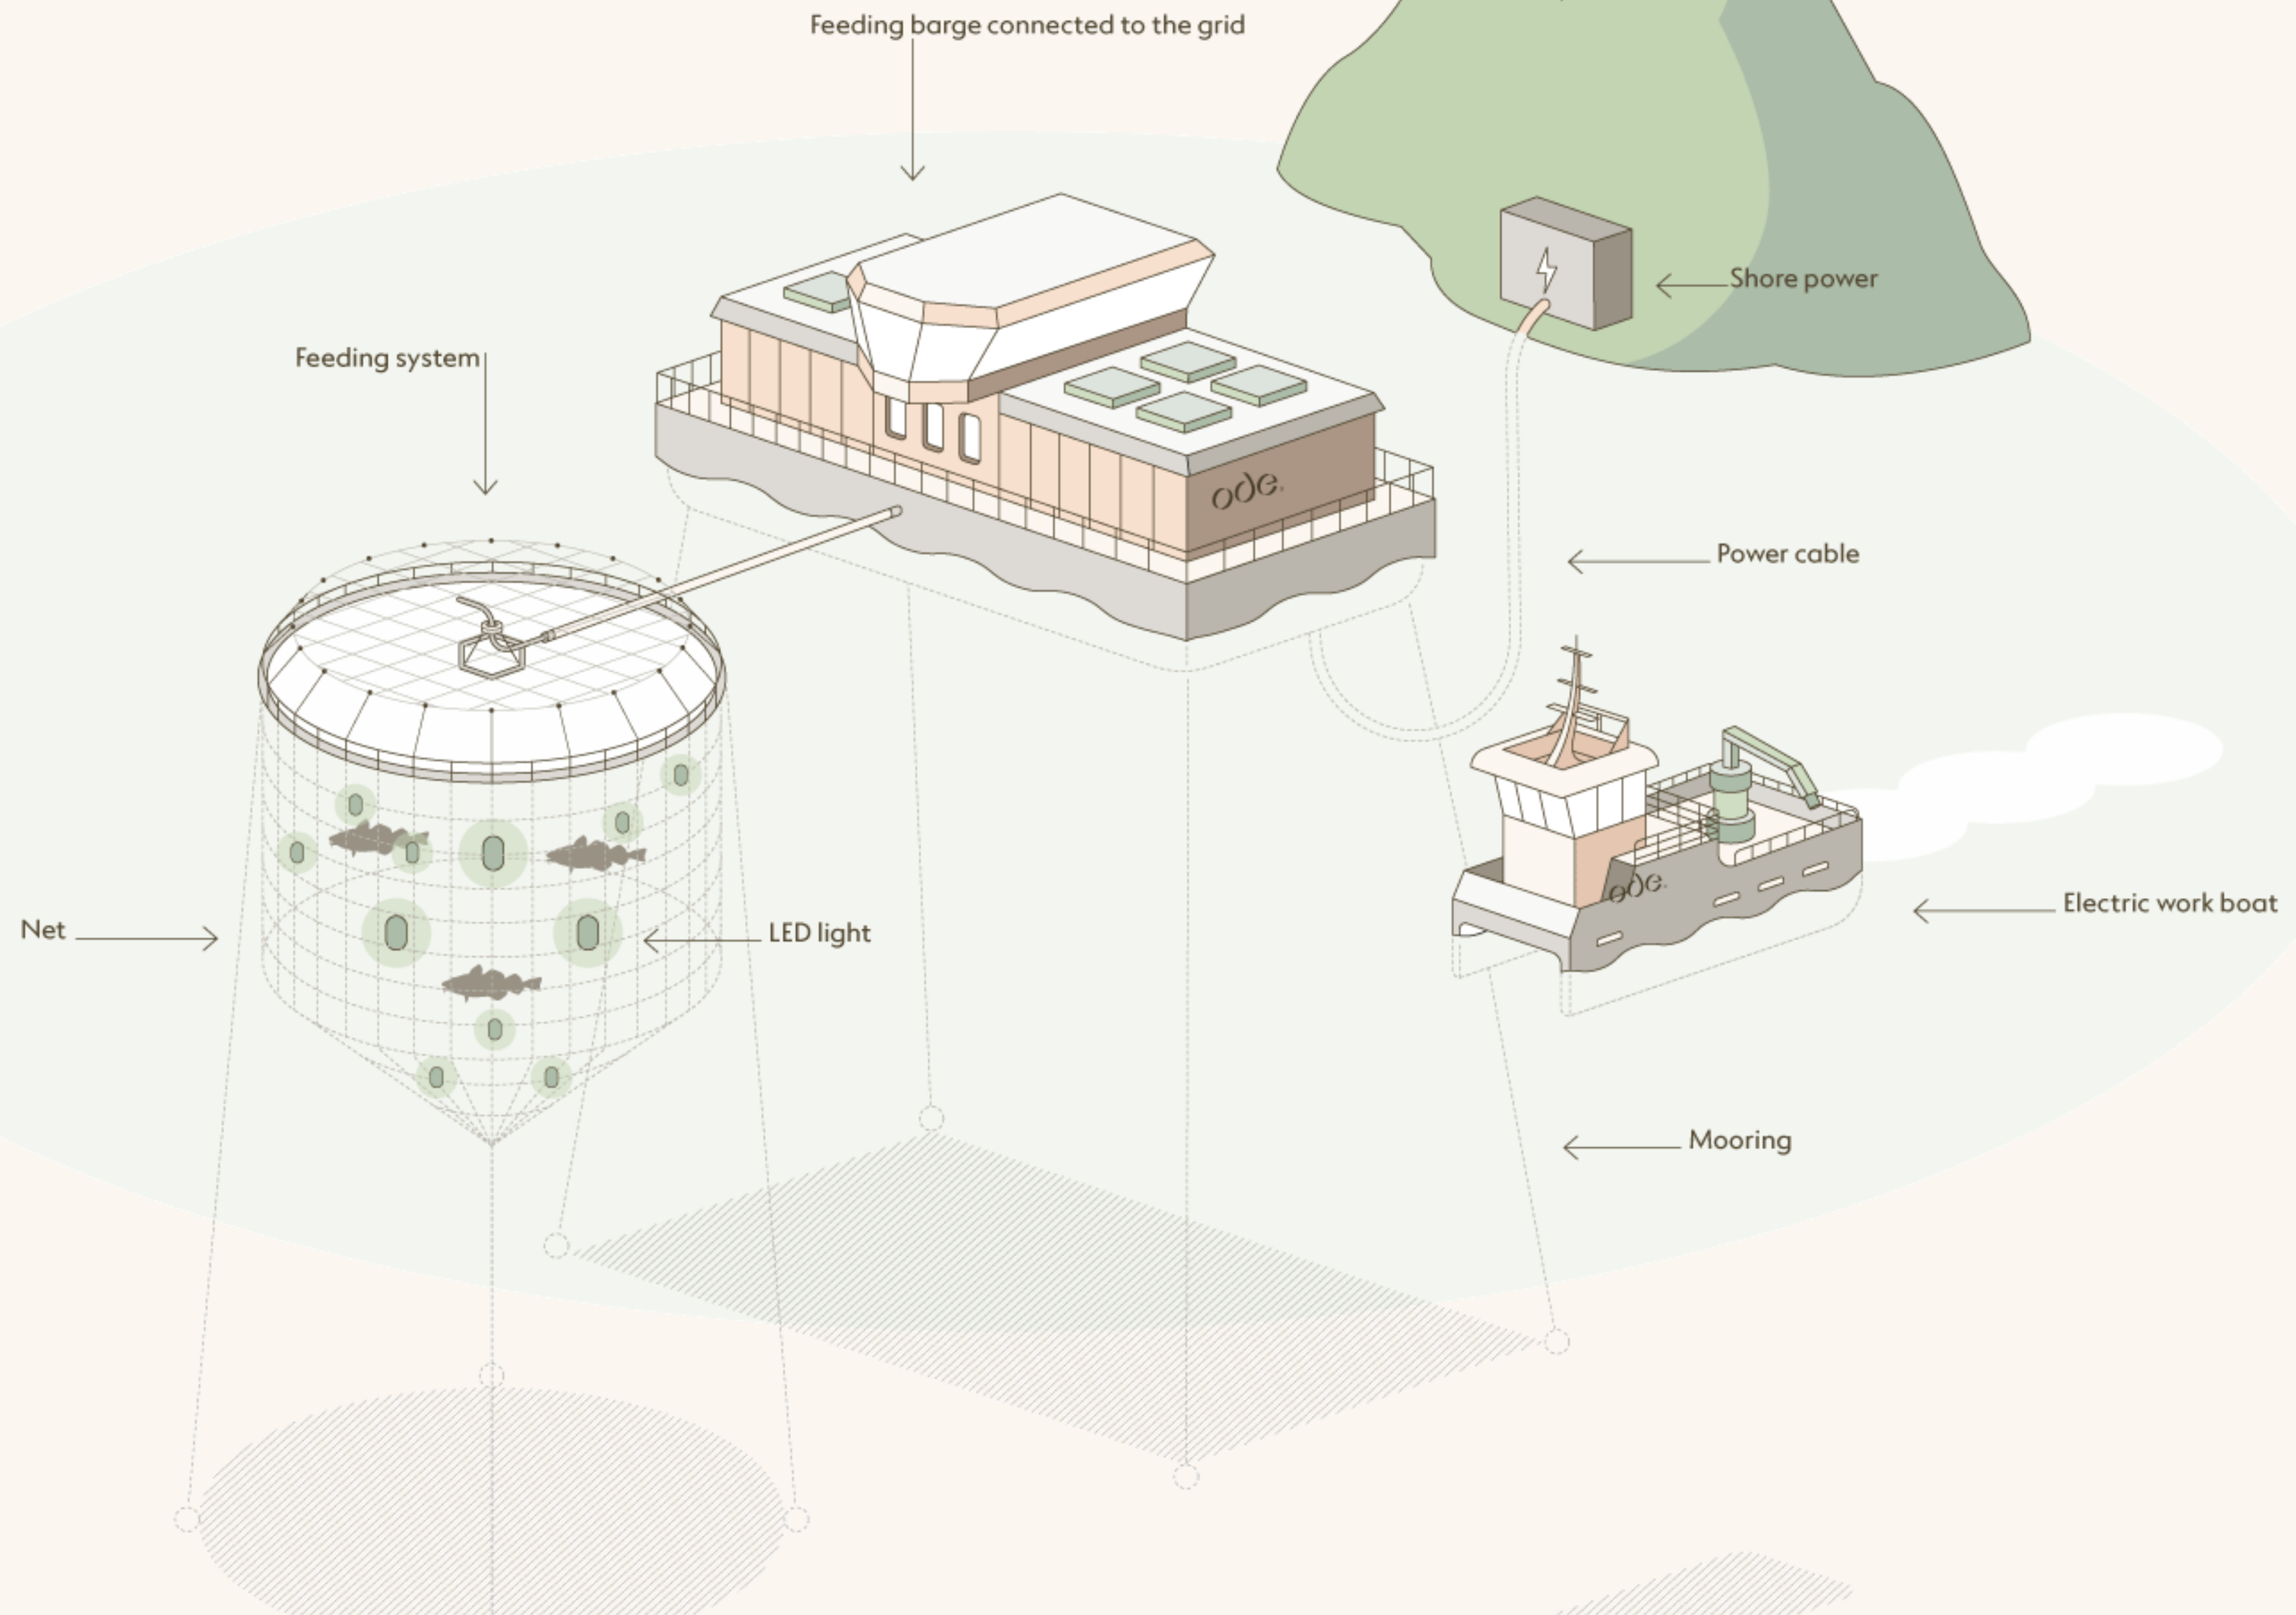 Feeding barge connected to the grid
Shore power
Feeding system
ode.
Power cable
ode.
Electric work boat
Net
LED light
Mooring